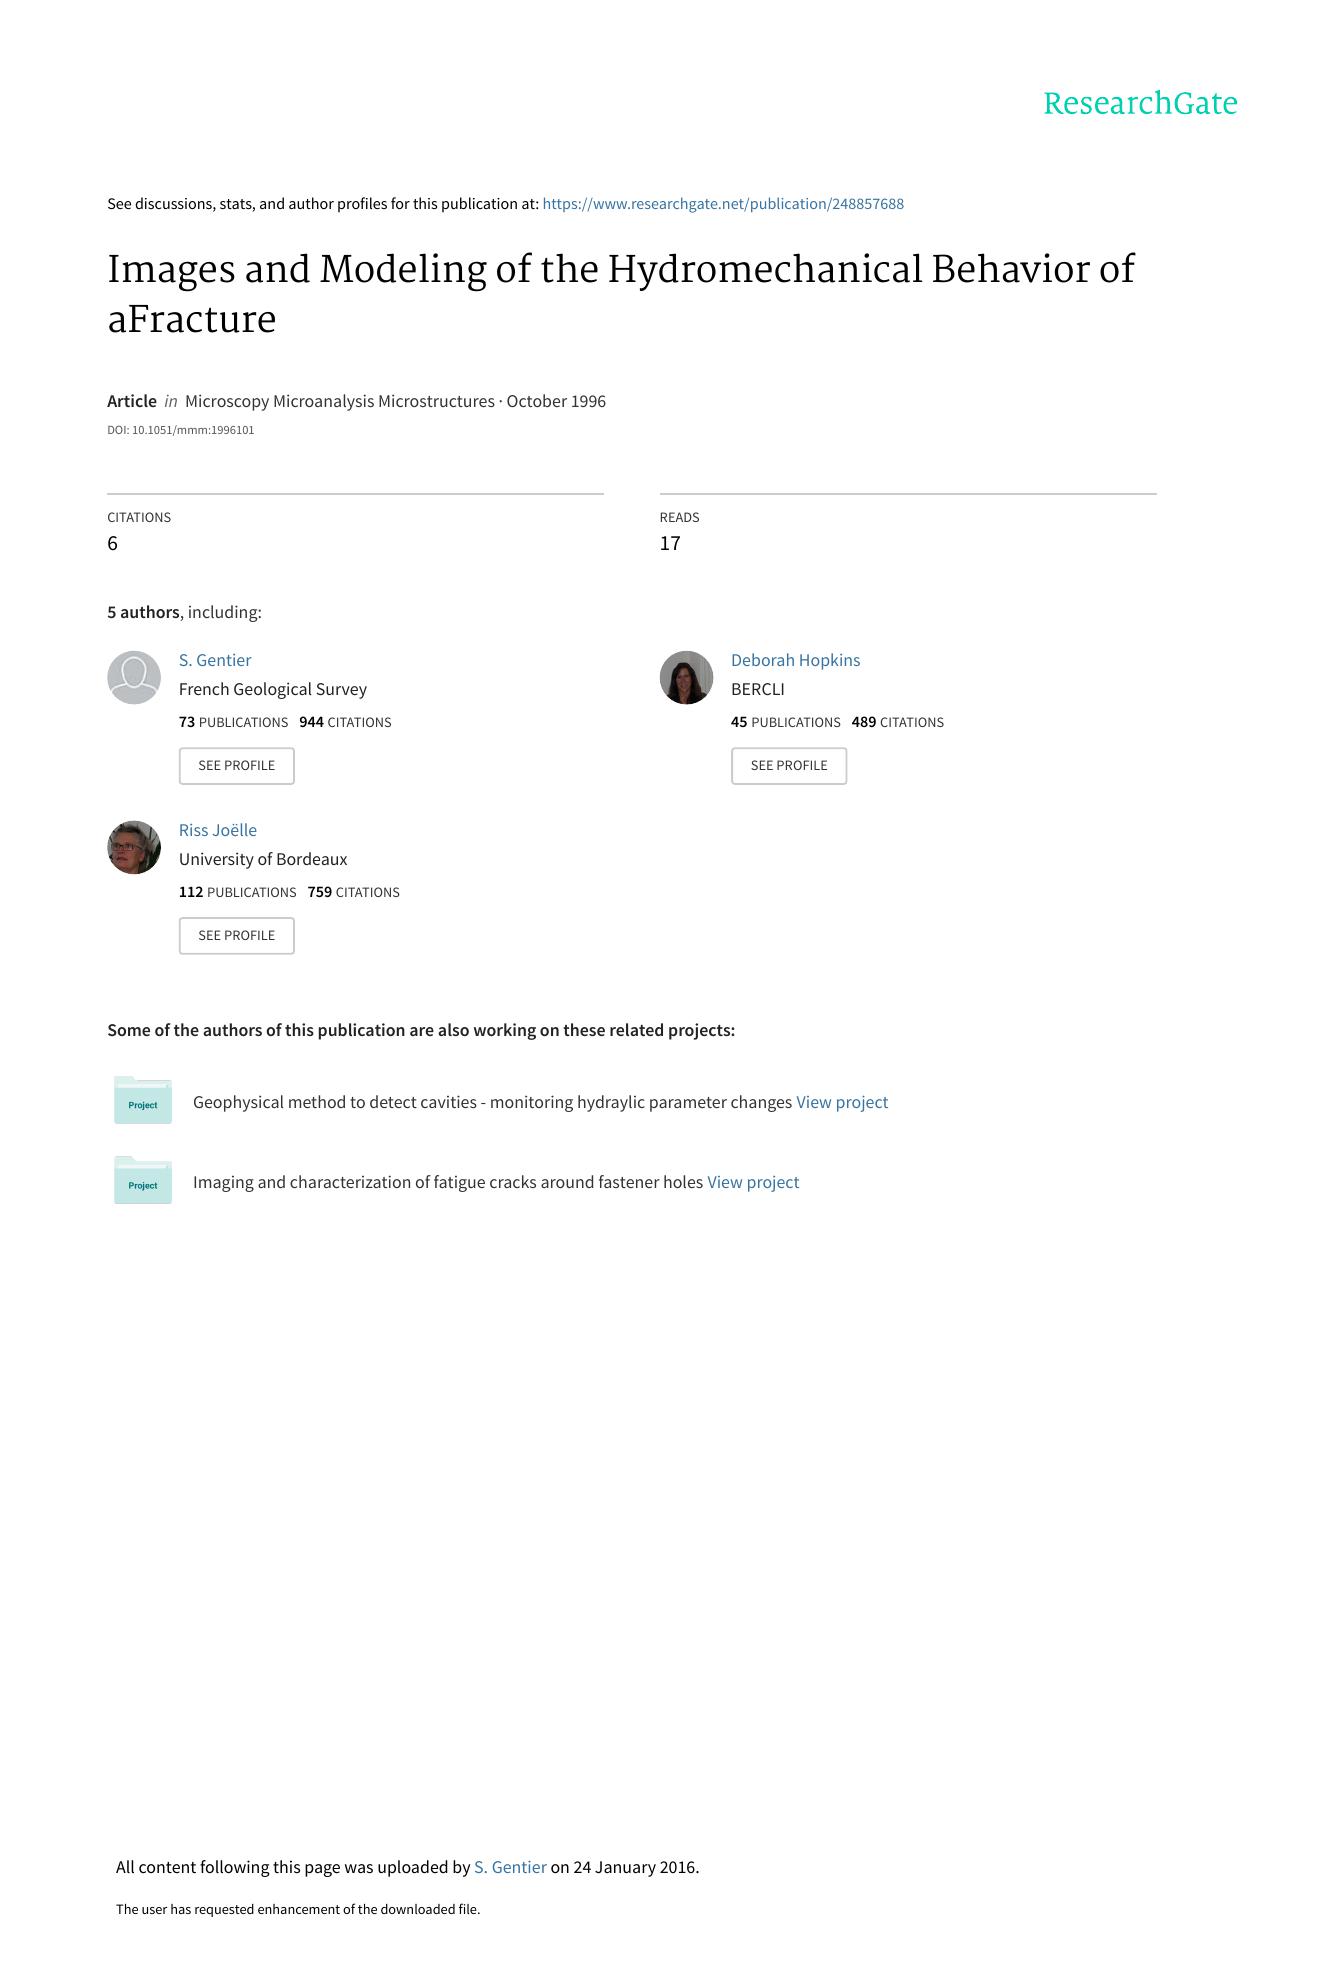 ResearchGate
See discussions, stats, and author profiles for this publication at: https://www.researchgate.net/publication/248857688
Images and Modeling of the Hydromechanical Behavior of
aFracture
Article in Microscopy Microanalysis Microstructures · October 1996
DOI: 10.1051/mmm:1996101
CITATIONS
6
READS
17
5 authors, including:
S. Gentier
French Geological Survey
73 PUBLICATIONS 944 CITATIONS
SEE PROFILE
Deborah Hopkins
BERCLI
45 PUBLICATIONS 489 CITATIONS
SEE PROFILE
Riss Joëlle
University of Bordeaux
112 PUBLICATIONS 759 CITATIONS
SEE PROFILE
Some of the authors of this publication are also working on these related projects:
Project
Geophysical method to detect cavities - monitoring hydraylic parameter changes View project
Project
Imaging and characterization of fatigue cracks around fastener holes View project
All content following this page was uploaded by S. Gentier on 24 January 2016.
The user has requested enhancement of the downloaded file.